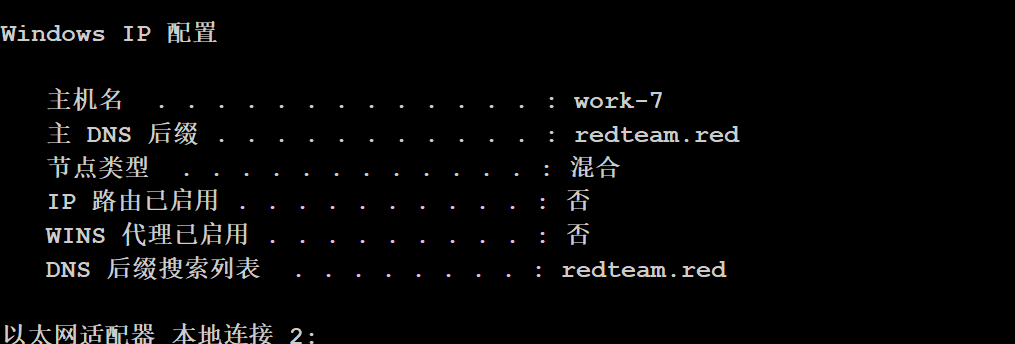 Windows IP 配置
主机名 . . . . . . . . . . . . . : work-7
主 DNS 后缀 . . . . . . . . . . . : redteam.red
节点类型 . . . . . . . . . . . . : 混合
IP 路由已启用 . . . . . . . . . . : 否
WINS 代理已启用 . . . . . . . . . : 否
DNS 后缀搜索列表 . . . . . . . . : redteam.red
以太网适配器 本地连接 2: